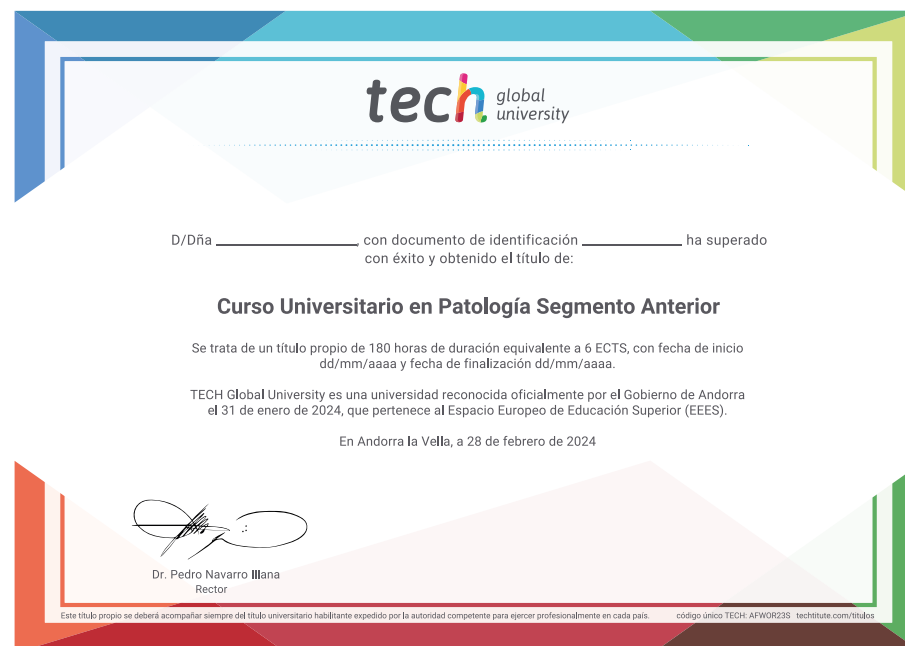 tech global university
D/Dña ______________, con documento de identificación __________ ha superado
con éxito y obtenido el título de:
Curso Universitario en Patología Segmento Anterior
Se trata de un título propio de 180 horas de duración equivalente a 6 ECTS, con fecha de inicio
dd/mm/aaaa y fecha de finalización dd/mm/aaaa.
TECH Global University es una universidad reconocida oficialmente por el Gobierno de Andorra
el 31 de enero de 2024, que pertenece al Espacio Europeo de Educación Superior (EEES).
En Andorra la Vella, a 28 de febrero de 2024
Dr. Pedro Navarro Illana
Rector
Este título propio se deberá acompañar siempre del título universitario habilitante expedido por la autoridad competente para ejercer profesionalmente en cada país. código único TECH: AFWOR23S techtitute.com/titulos